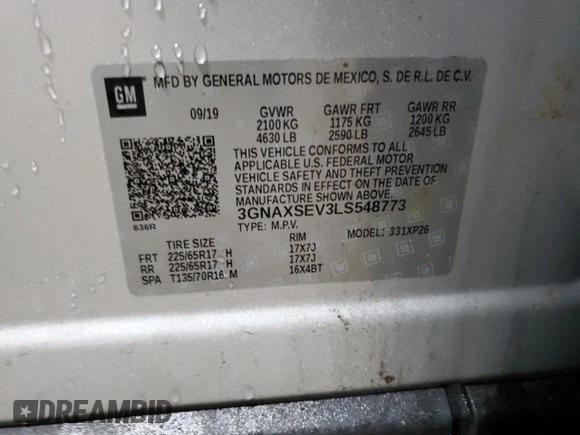 GM
MFD BY GENERAL MOTORS DE MEXICO, S. DE R.L. DE C.V.
09/19 GVWR GAWR FRT GAWR RR
2100 KG 1175 KG 1200 KG
4630 LB 2590 LB 2645 LB
THIS VEHICLE CONFORMS TO ALL
APPLICABLE U.S. FEDERAL MOTOR
VEHICLE SAFETY AND THEFT PREVENTION
STANDARDS IN EFFECT ON THE DATE OF
MANUFACTURE SHOWN ABOVE.
3GNAXSEV3LS548773
TYPE: M.P.V. MODEL: 331XP26
636R
TIRE SIZE RIM
FRT 225/65R17 H 17X7J
RR 225/65R17 H 17X7J
SPA T135/70R16 M 16X4BT
DREAMBID